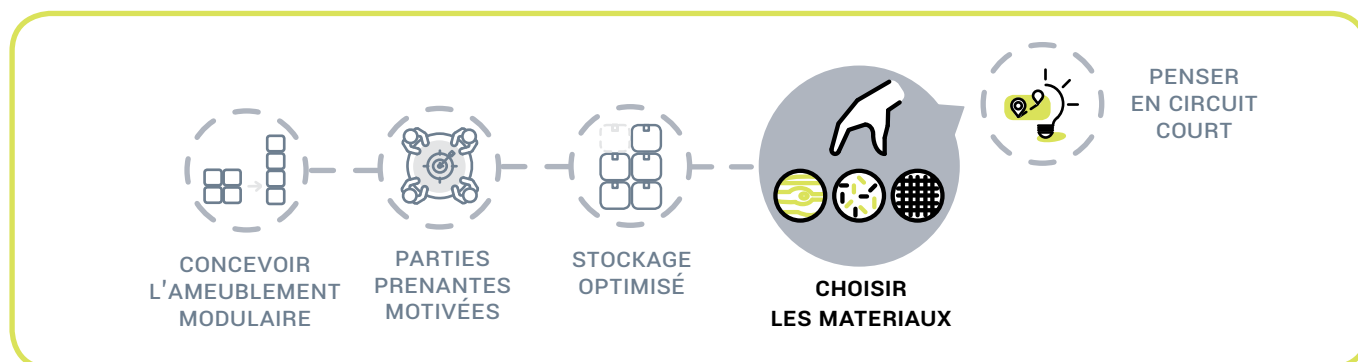 CONCEVOIR
L'AMEUBLEMENT
MODULAIRE
PARTIES
PRENANTES
MOTIVÉES
STOCKAGE
OPTIMISÉ
CHOISIR
LES MATERIAUX
PENSER
EN CIRCUIT
COURT